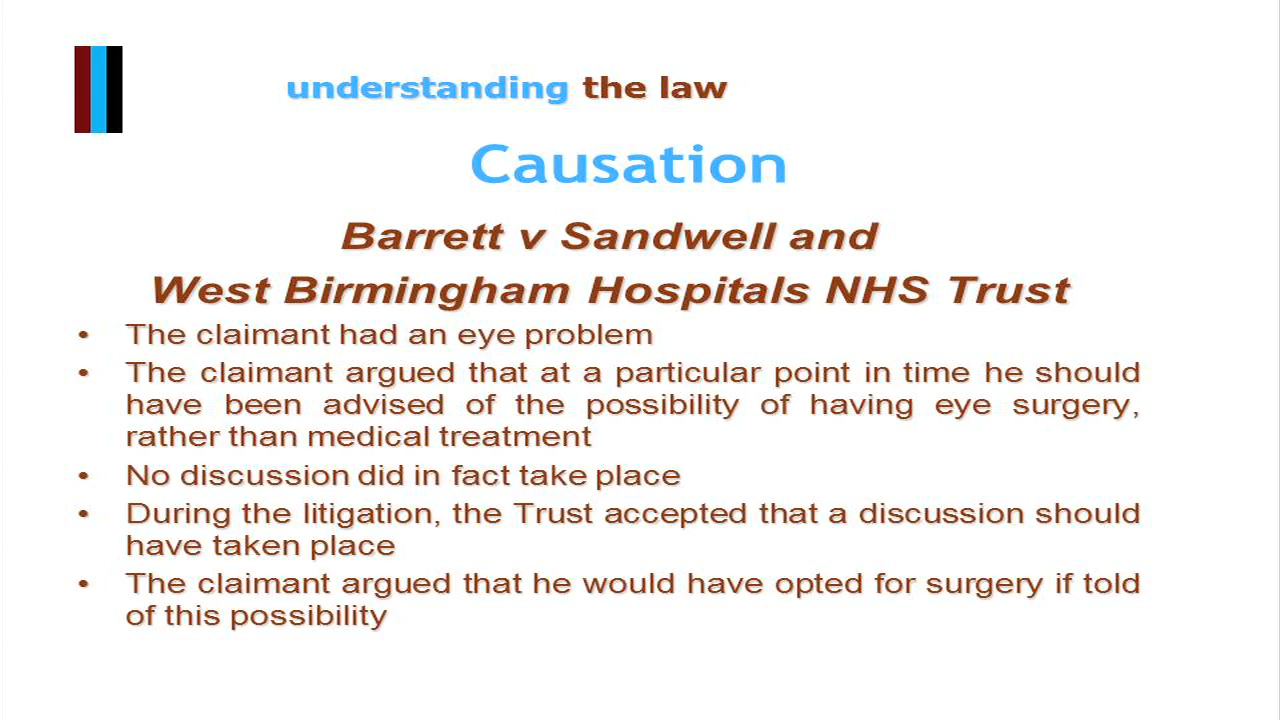 understanding the law
Causation
Barrett v Sandwell and
West Birmingham Hospitals NHS Trust
• The claimant had an eye problem
• The claimant argued that at a particular point in time he should
have been advised of the possibility of having eye surgery,
rather than medical treatment
• No discussion did in fact take place
• During the litigation, the Trust accepted that a discussion should
have taken place
• The claimant argued that he would have opted for surgery if told
of this possibility